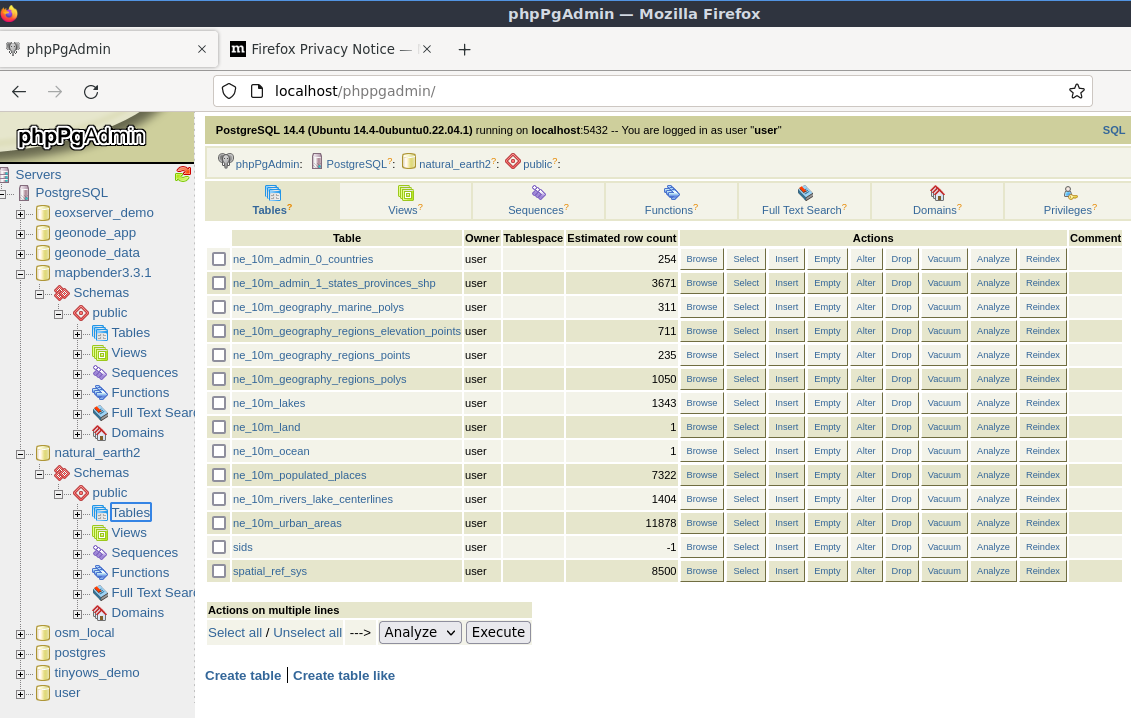 phpPgAdmin — Mozilla Firefox
phpPgAdmin
Firefox Privacy Notice —
localhost/phppgadmin/
phpPgAdmin
PostgreSQL 14.4 (Ubuntu 14.4-0ubuntu0.22.04.1) running on localhost:5432 -- You are logged in as user "user" SQL
phpPgAdmin: PostgreSQL?: natural_earth2?: public?:
Tables? Views? Sequences? Functions? Full Text Search? Domains? Privileges?
Servers
PostgreSQL
eoxserver_demo
geonode_app
geonode_data
mapbender3.3.1
Schemas
public
Tables
Views
Sequences
Functions
Full Text Sear
Domains
natural_earth2
Schemas
public
Tables
Views
Sequences
Functions
Full Text Sear
Domains
osm_local
postgres
tinyows_demo
user
Table Owner Tablespace Estimated row count Actions Comment
ne_10m_admin_0_countries user 254 Browse Select Insert Empty Alter Drop Vacuum Analyze Reindex
ne_10m_admin_1_states_provinces_shp user 3671 Browse Select Insert Empty Alter Drop Vacuum Analyze Reindex
ne_10m_geography_marine_polys user 311 Browse Select Insert Empty Alter Drop Vacuum Analyze Reindex
ne_10m_geography_regions_elevation_points user 711 Browse Select Insert Empty Alter Drop Vacuum Analyze Reindex
ne_10m_geography_regions_points user 235 Browse Select Insert Empty Alter Drop Vacuum Analyze Reindex
ne_10m_geography_regions_polys user 1050 Browse Select Insert Empty Alter Drop Vacuum Analyze Reindex
ne_10m_lakes user 1343 Browse Select Insert Empty Alter Drop Vacuum Analyze Reindex
ne_10m_land user 1 Browse Select Insert Empty Alter Drop Vacuum Analyze Reindex
ne_10m_ocean user 1 Browse Select Insert Empty Alter Drop Vacuum Analyze Reindex
ne_10m_populated_places user 7322 Browse Select Insert Empty Alter Drop Vacuum Analyze Reindex
ne_10m_rivers_lake_centerlines user 1404 Browse Select Insert Empty Alter Drop Vacuum Analyze Reindex
ne_10m_urban_areas user 11878 Browse Select Insert Empty Alter Drop Vacuum Analyze Reindex
sids user -1 Browse Select Insert Empty Alter Drop Vacuum Analyze Reindex
spatial_ref_sys user 8500 Browse Select Insert Empty Alter Drop Vacuum Analyze Reindex
Actions on multiple lines
Select all / Unselect all ---> Analyze Execute
Create table | Create table like